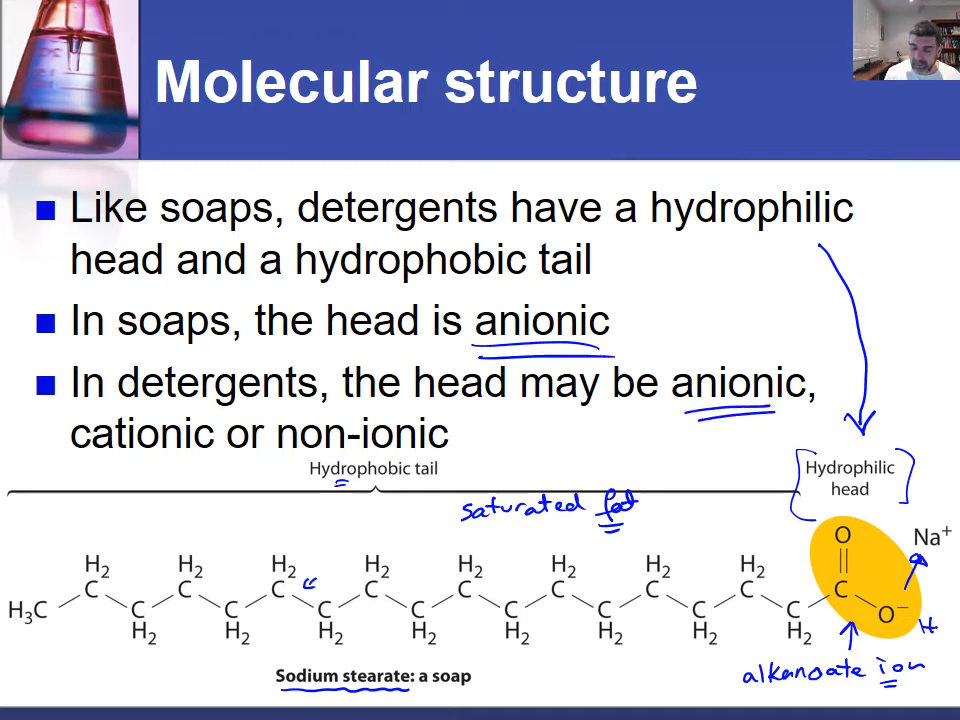 Molecular structure
Like soaps, detergents have a hydrophilic
head and a hydrophobic tail
In soaps, the head is anionic
In detergents, the head may be anionic,
cationic or non-ionic
Hydrophobic tail
Hydrophilic
head
saturated fat
O
Na+
H2 H2 H2 H2 H2 H2 H2 H2
C C C C C C C C C
H3C C C C C C C C C O−
H2 H2 H2 H2 H2 H2 H2 H2
H
alkanoate ion
Sodium stearate: a soap